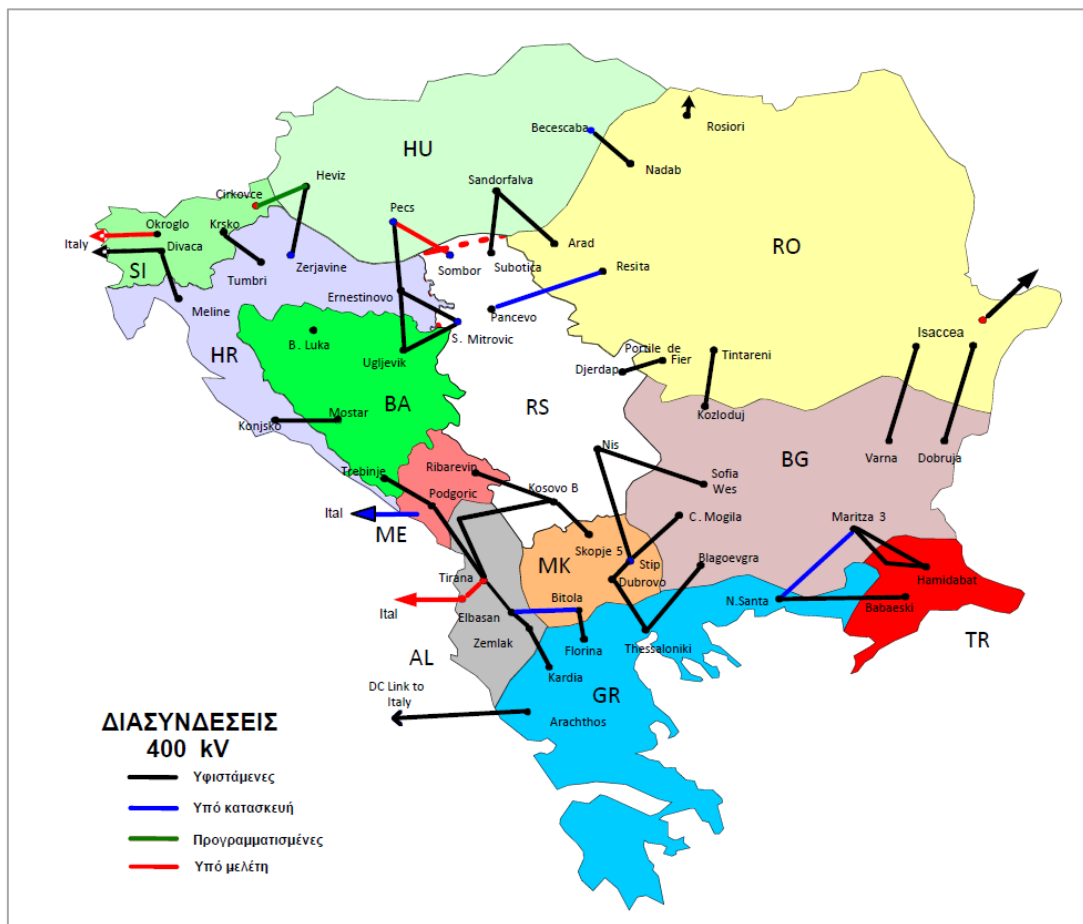 Rosiori
Becescaba
HU
Nadab
Heviz
Sandorfalva
Cirkovce
Pecs
Okroglo
Krsko
Italy
Divaca
Arad
RO
SI
Tumbri
Zerjavine
Sombor
Subotica
Resita
Meline
Ernestinovo
Pancevo
HR
B. Luka
S.
Mitrovic
Isaccea
Ugljevik
Portile de
Fier
Tintareni
Djerdap
BA
RS
Kozloduj
Konjsko
Mostar
Nis
BG
Varna
Dobruja
Trebinje
Ribarevin
Sofia
Wes
Podgoric
Kosovo B
Ital
ME
C. Mogila
Maritza 3
Skopje 5
MK
Stip
Blagoevgra
Tirana
Dubrovo
Hamidabat
Ital
Elbasan
Bitola
N.Santa
Babaeski
Zemlak
Florina
Thessaloniki
TR
AL
Kardia
DC Link to
Italy
GR
Arachthos
ΔΙΑΣΥΝΔΕΣΕΙΣ
400 kV
Υφιστάμενες
Υπό κατασκευή
Προγραμματισμένες
Υπό μελέτη